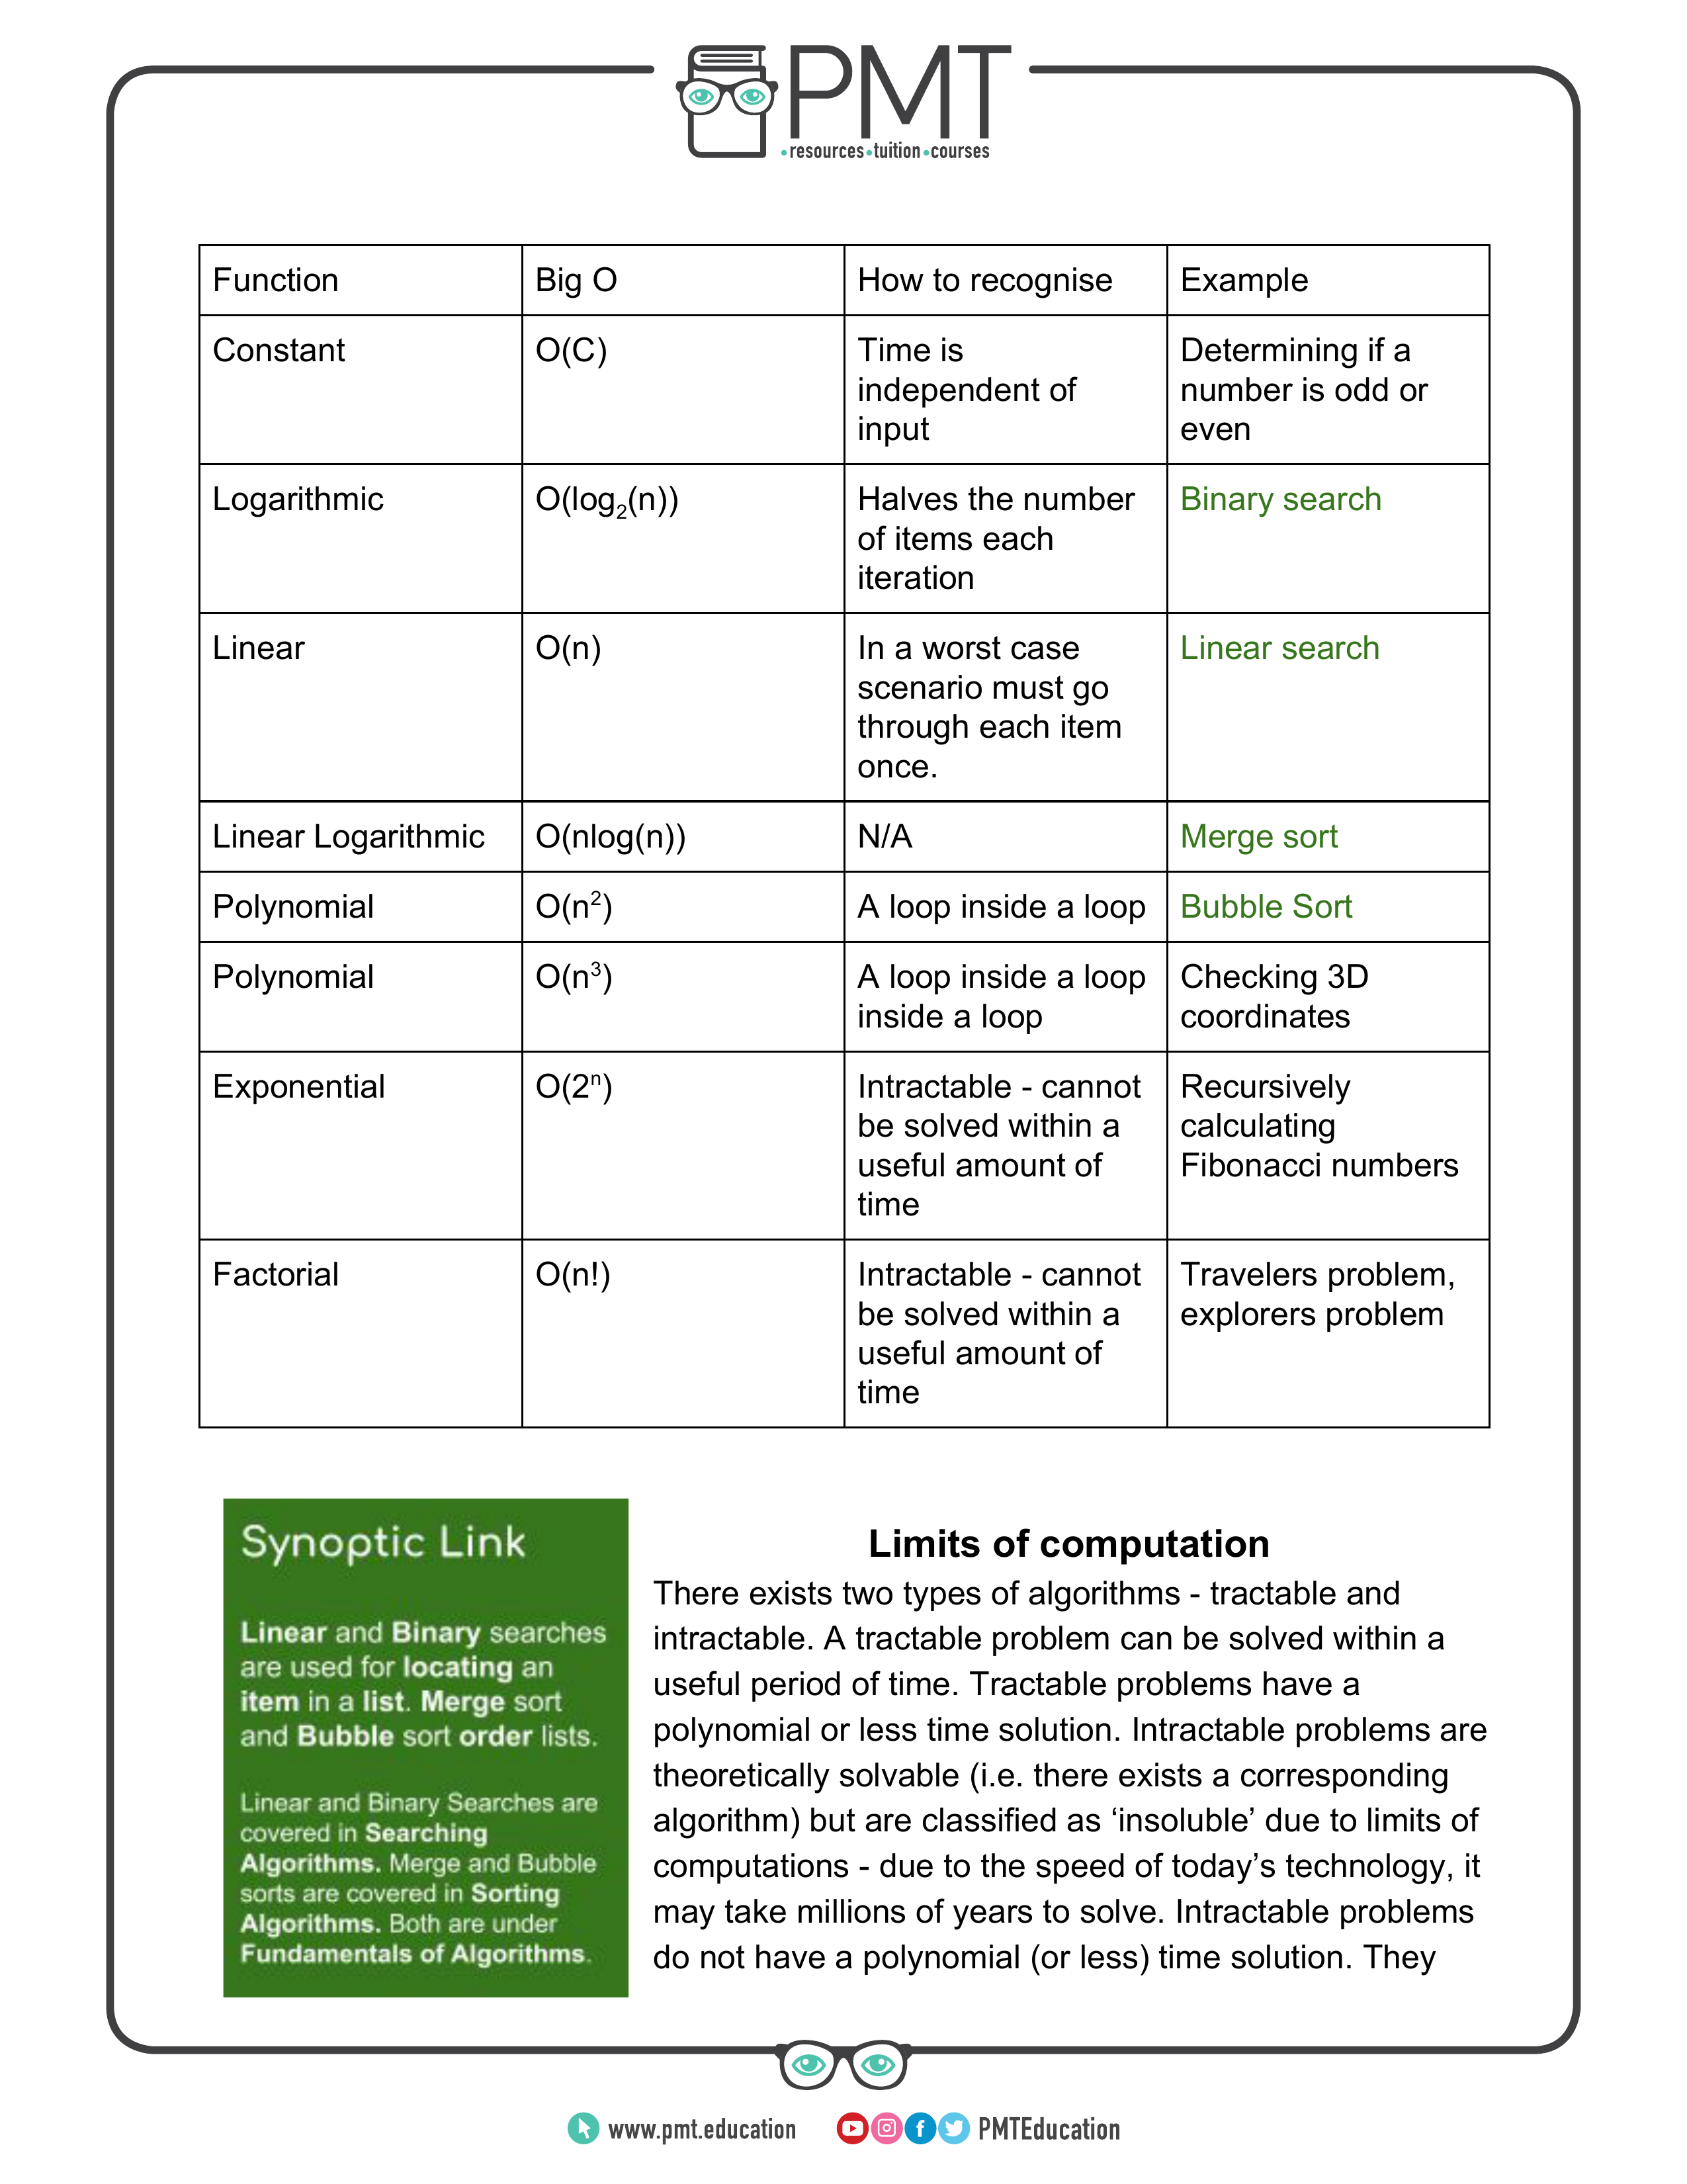 PMT
resources tuition courses
Function Big O How to recognise Example
Constant O(C) Time is independent of input Determining if a number is odd or even
Logarithmic O(log₂(n)) Halves the number of items each iteration Binary search
Linear O(n) In a worst case scenario must go through each item once. Linear search
Linear Logarithmic O(nlog(n)) N/A Merge sort
Polynomial O(n²) A loop inside a loop Bubble Sort
Polynomial O(n³) A loop inside a loop inside a loop Checking 3D coordinates
Exponential O(2ⁿ) Intractable - cannot be solved within a useful amount of time Recursively calculating Fibonacci numbers
Factorial O(n!) Intractable - cannot be solved within a useful amount of time Travelers problem, explorers problem
Synoptic Link
Linear and Binary searches
are used for locating an
item in a list. Merge sort
and Bubble sort order lists.
Linear and Binary Searches are
covered in Searching
Algorithms. Merge and Bubble
sorts are covered in Sorting
Algorithms. Both are under
Fundamentals of Algorithms.
Limits of computation
There exists two types of algorithms - tractable and
intractable. A tractable problem can be solved within a
useful period of time. Tractable problems have a
polynomial or less time solution. Intractable problems are
theoretically solvable (i.e. there exists a corresponding
algorithm) but are classified as ‘insoluble’ due to limits of
computations - due to the speed of today’s technology, it
may take millions of years to solve. Intractable problems
do not have a polynomial (or less) time solution. They
www.pmt.education PMTEducation